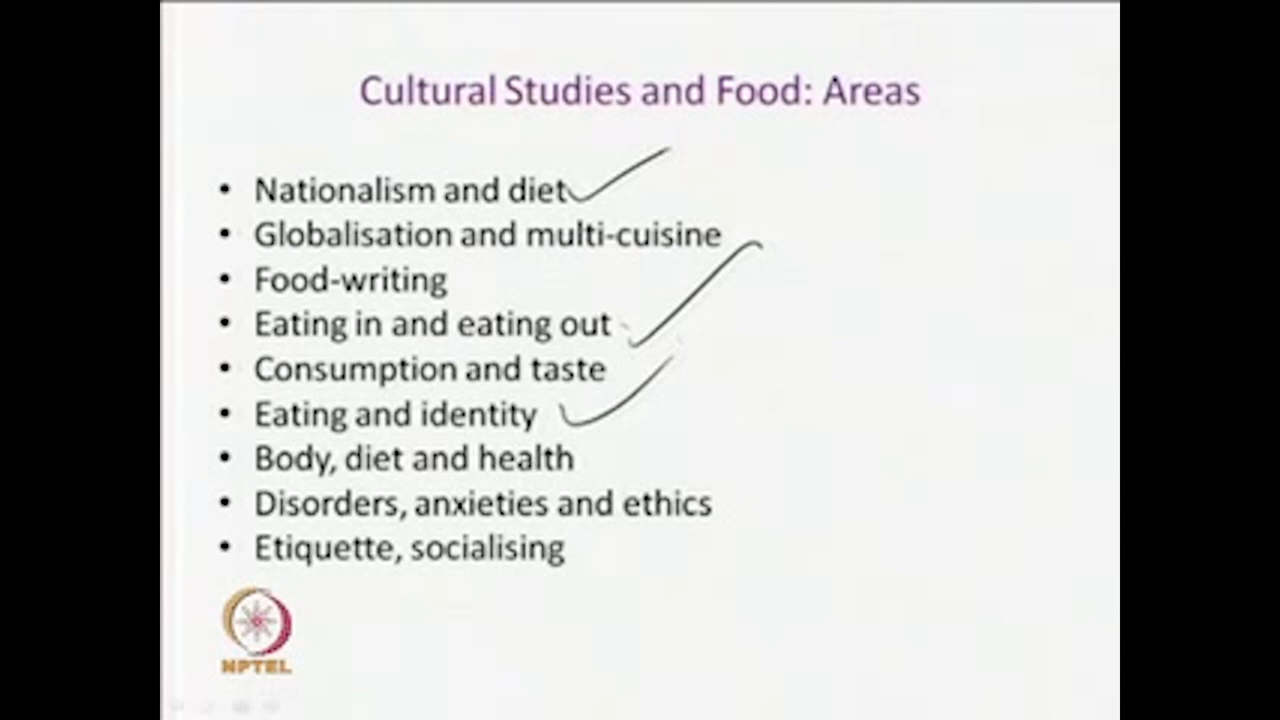 Cultural Studies and Food: Areas
• Nationalism and diet
• Globalisation and multi-cuisine
• Food-writing
• Eating in and eating out
• Consumption and taste
• Eating and identity
• Body, diet and health
• Disorders, anxieties and ethics
• Etiquette, socialising
NPTEL